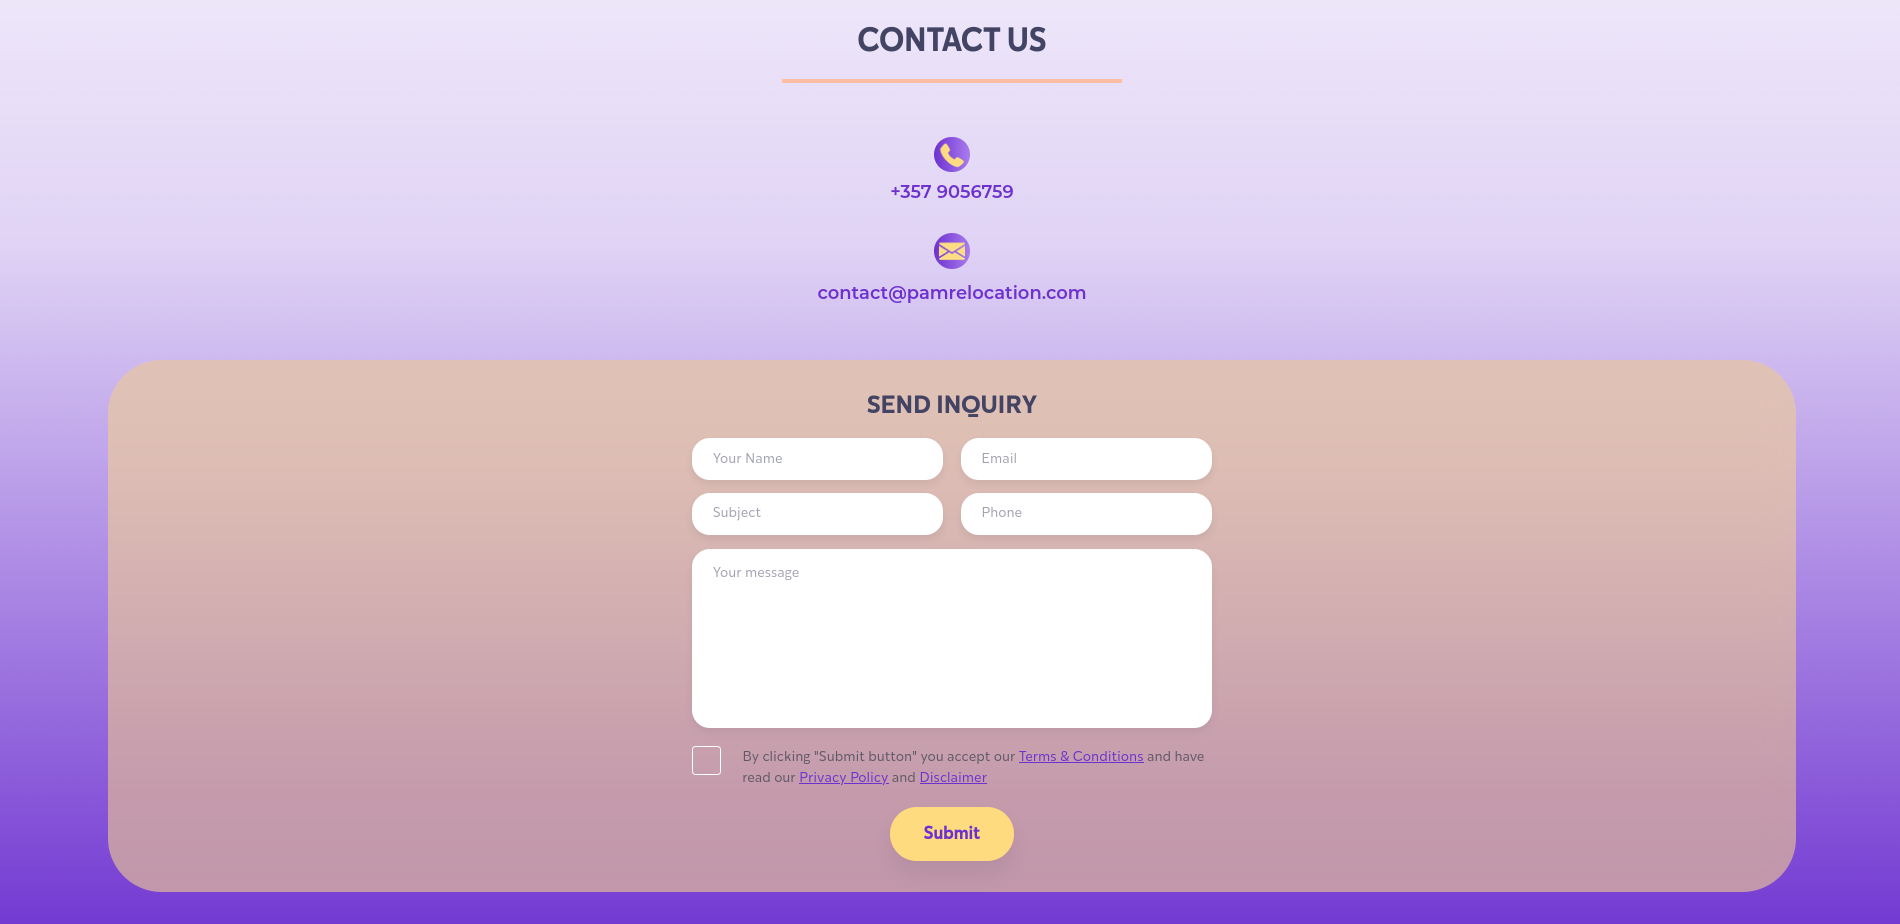 CONTACT US
+357 9056759
contact@pamrelocation.com
SEND INQUIRY
Your Name
Email
Subject
Phone
Your message
By clicking "Submit button" you accept our Terms & Conditions and have
read our Privacy Policy and Disclaimer
Submit